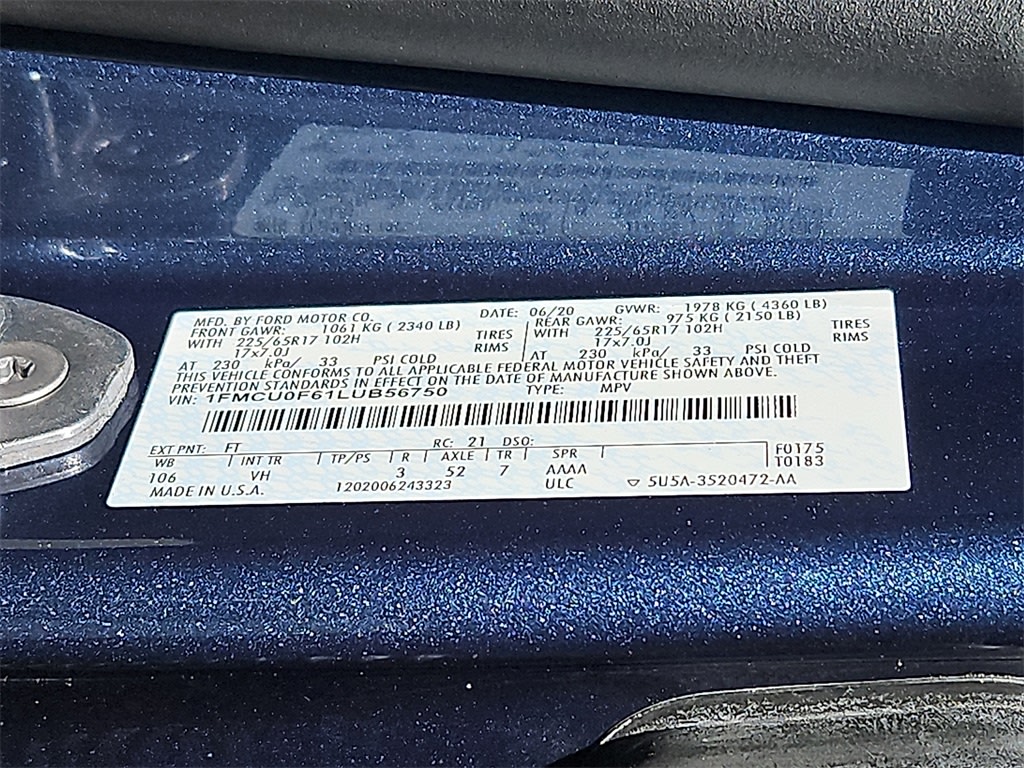 MFD. BY FORD MOTOR CO. DATE: 06/20 GVWR: 1978 KG ( 4360 LB)
FRONT GAWR: 1061 KG ( 2340 LB) REAR GAWR: 975 KG ( 2150 LB)
WITH 225/65R17 102H TIRES WITH 225/65R17 102H TIRES
17x7.0J RIMS 17x7.0J RIMS
AT 230 kPa/ 33 PSI COLD AT 230 kPa/ 33 PSI COLD
THIS VEHICLE CONFORMS TO ALL APPLICABLE FEDERAL MOTOR VEHICLE SAFETY AND THEFT
PREVENTION STANDARDS IN EFFECT ON THE DATE OF MANUFACTURE SHOWN ABOVE.
VIN: 1FMCU0F61LUB56750 TYPE: MPV
EXT PNT: FT RC: 21 DSO: F0175
WB INT TR TP/PS R AXLE TR SPR T0183
106 VH 3 52 7 AAAA
MADE IN U.S.A. 1202006243323 ULC ▽ 5U5A-3520472-AA